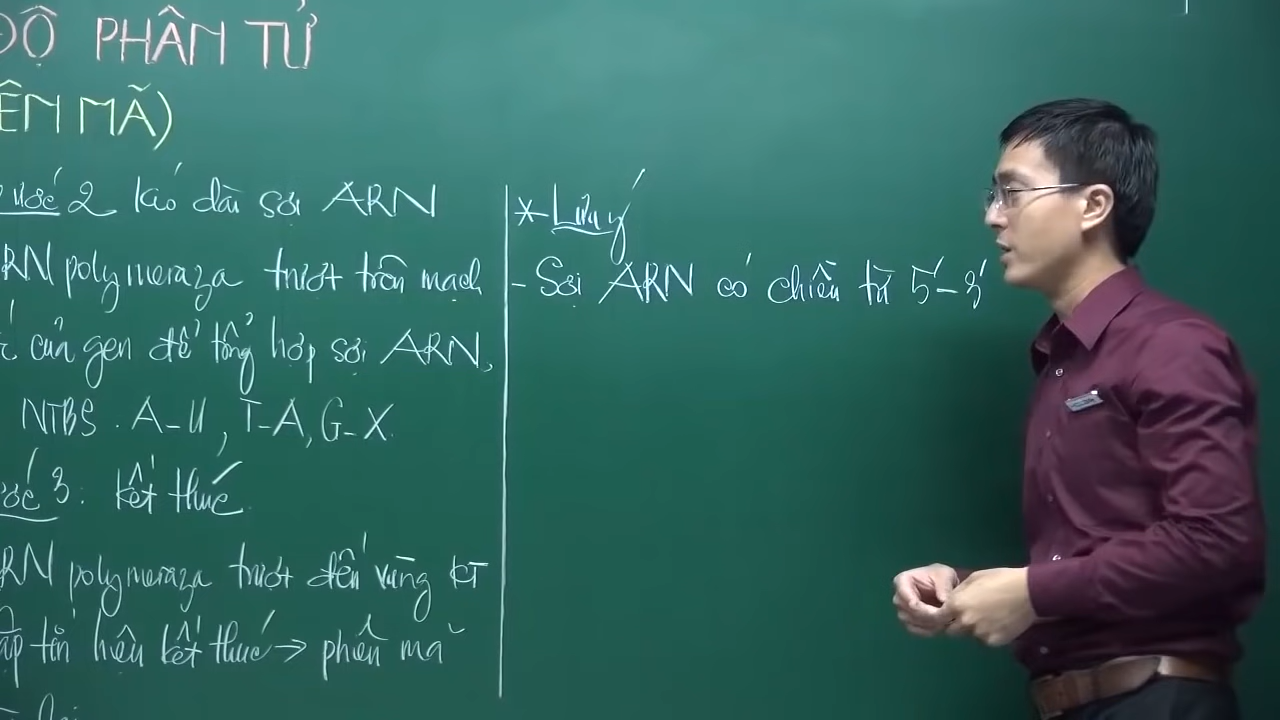 ĐỘ PHÂN TỬ
ÊN MÃ)
ước 2 kéo dài sợi ARN
RN polymeraza trượt trên mạch
của gen để tổng hợp sợi ARN,
NTBS. A-U, T-A, G-X.
ước 3: kết thúc
RN polymeraza trượt đến vùng KT
ặp tín hiệu kết thúc → phiên mã
* Lưu ý
- Sợi ARN có chiều từ 5'-3'